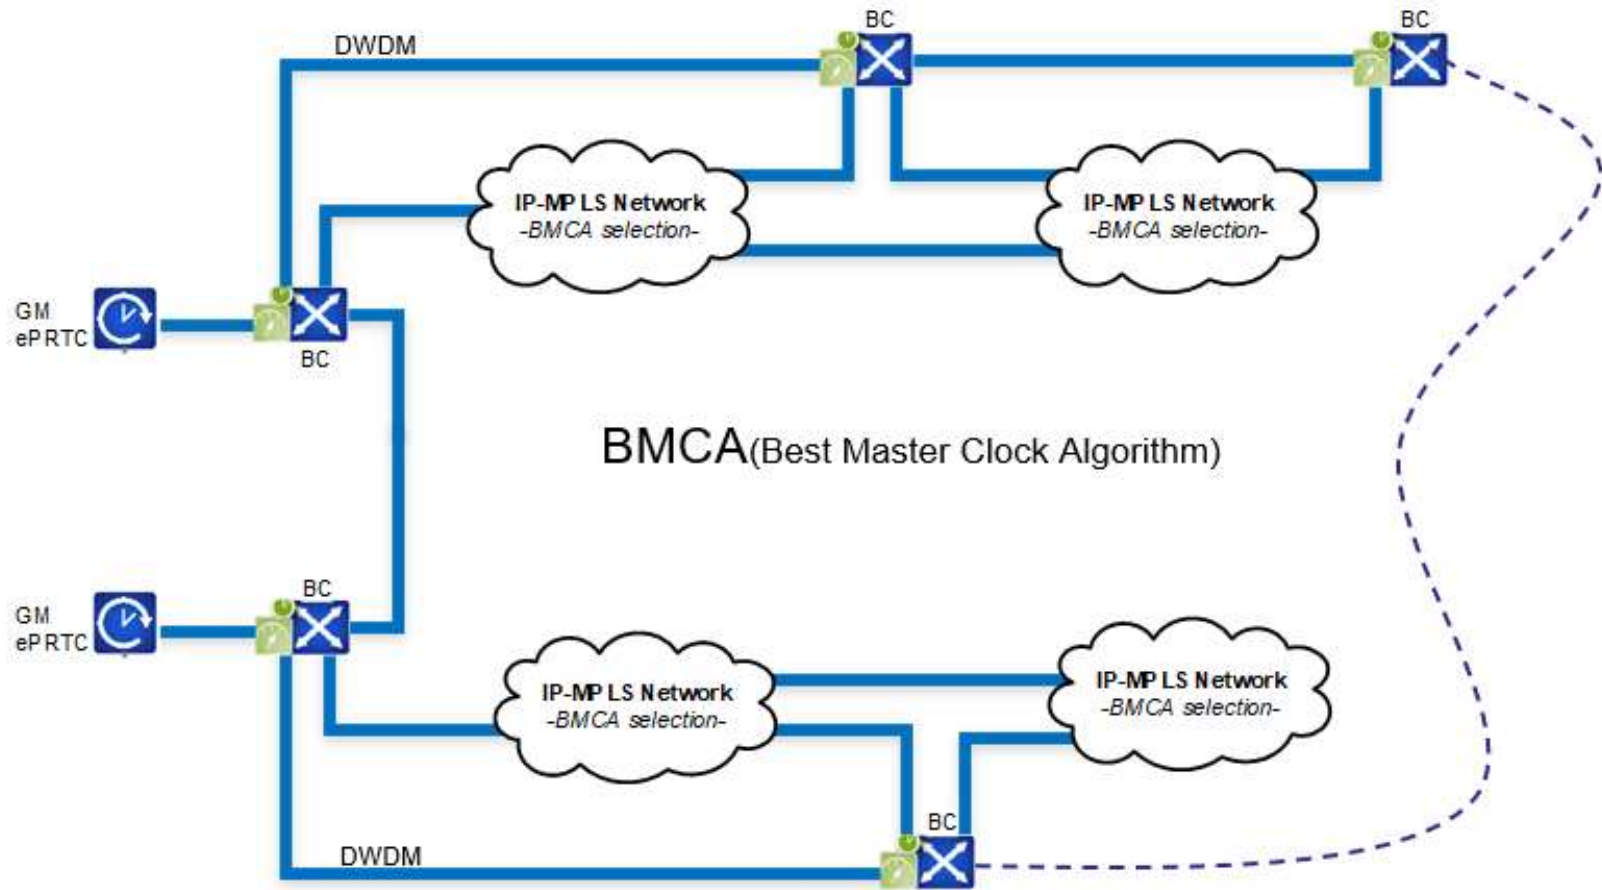 BC
BC
DWDM
IP-MPLS Network
-BMCA selection-
IP-MPLS Network
-BMCA selection-
GM
ePRTC
BC
BMCA(Best Master Clock Algorithm)
BC
GM
ePRTC
IP-MPLS Network
-BMCA selection-
IP-MPLS Network
-BMCA selection-
BC
DWDM